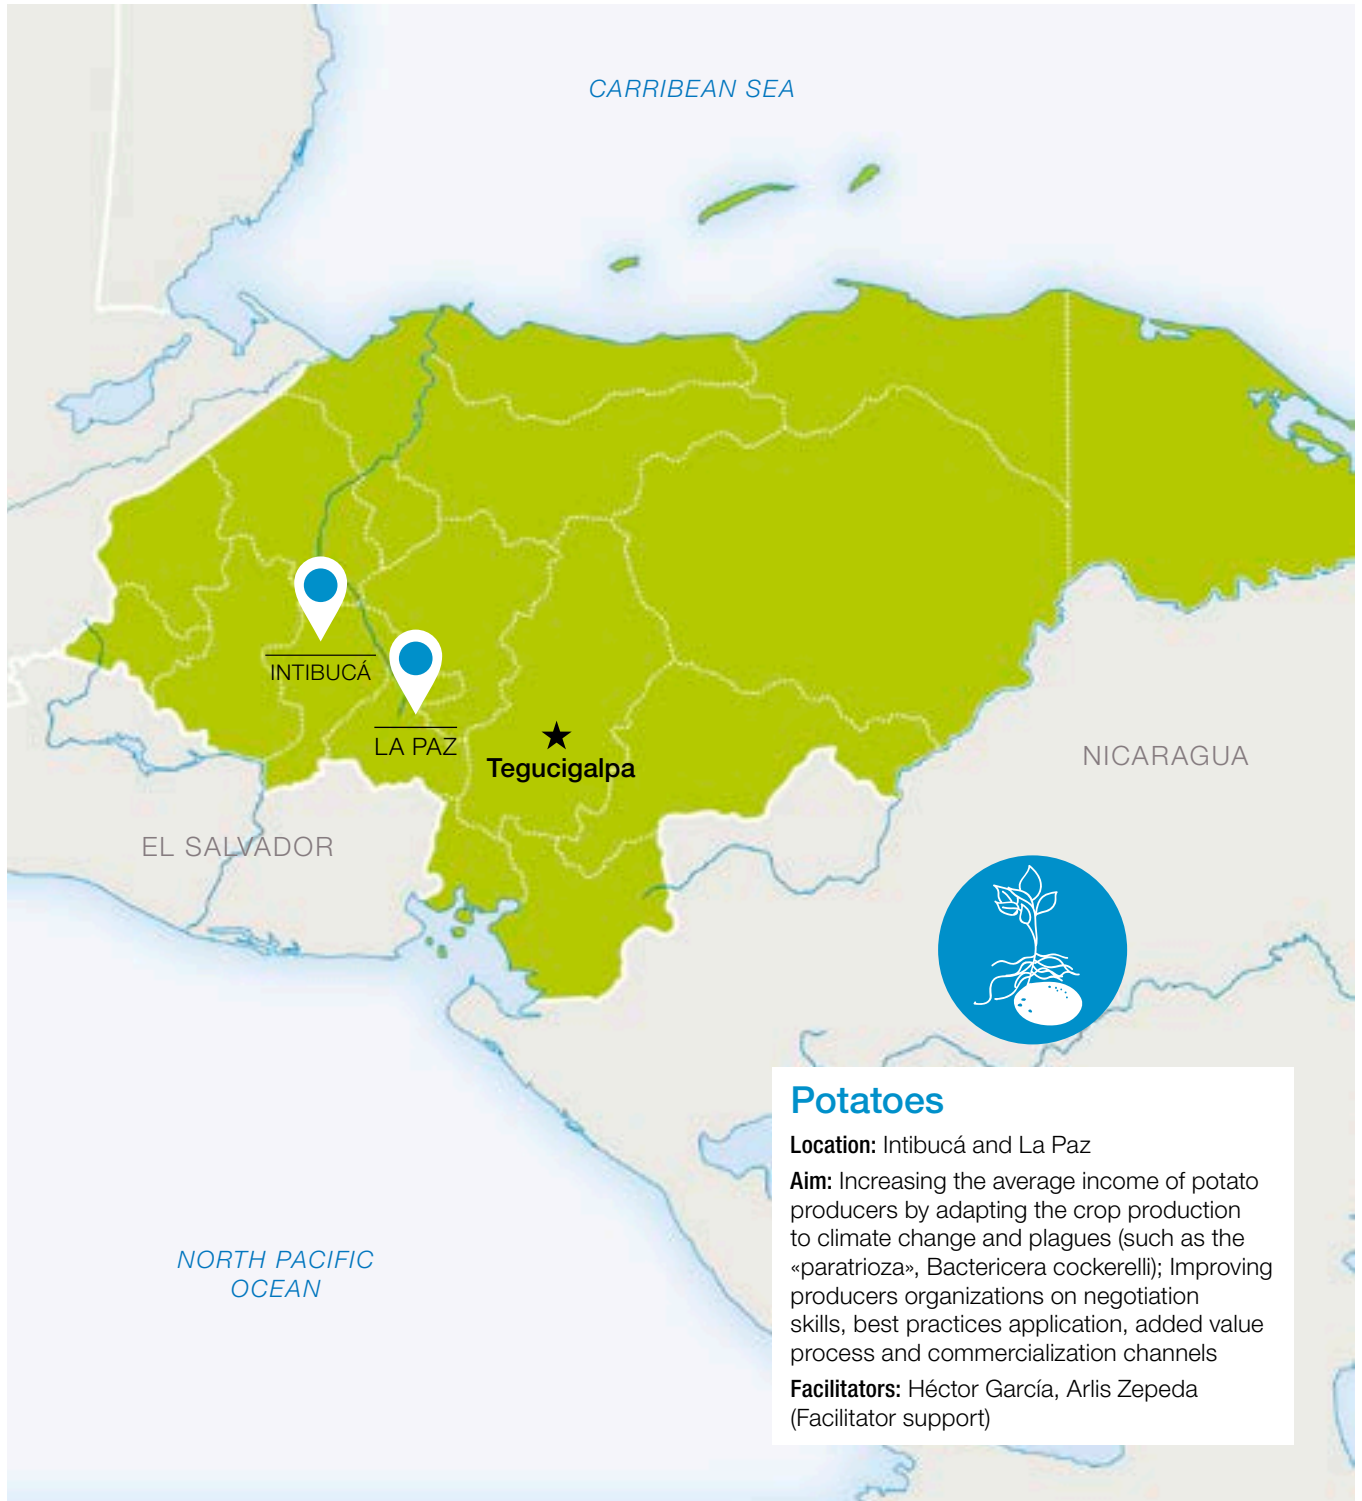 CARRIBEAN SEA
INTIBUCÁ
LA PAZ
Tegucigalpa
NICARAGUA
EL SALVADOR
NORTH PACIFIC
OCEAN
Potatoes
Location: Intibucá and La Paz
Aim: Increasing the average income of potato
producers by adapting the crop production
to climate change and plagues (such as the
«paratrioza», Bactericera cockerelli); Improving
producers organizations on negotiation
skills, best practices application, added value
process and commercialization channels
Facilitators: Héctor García, Arlis Zepeda
(Facilitator support)